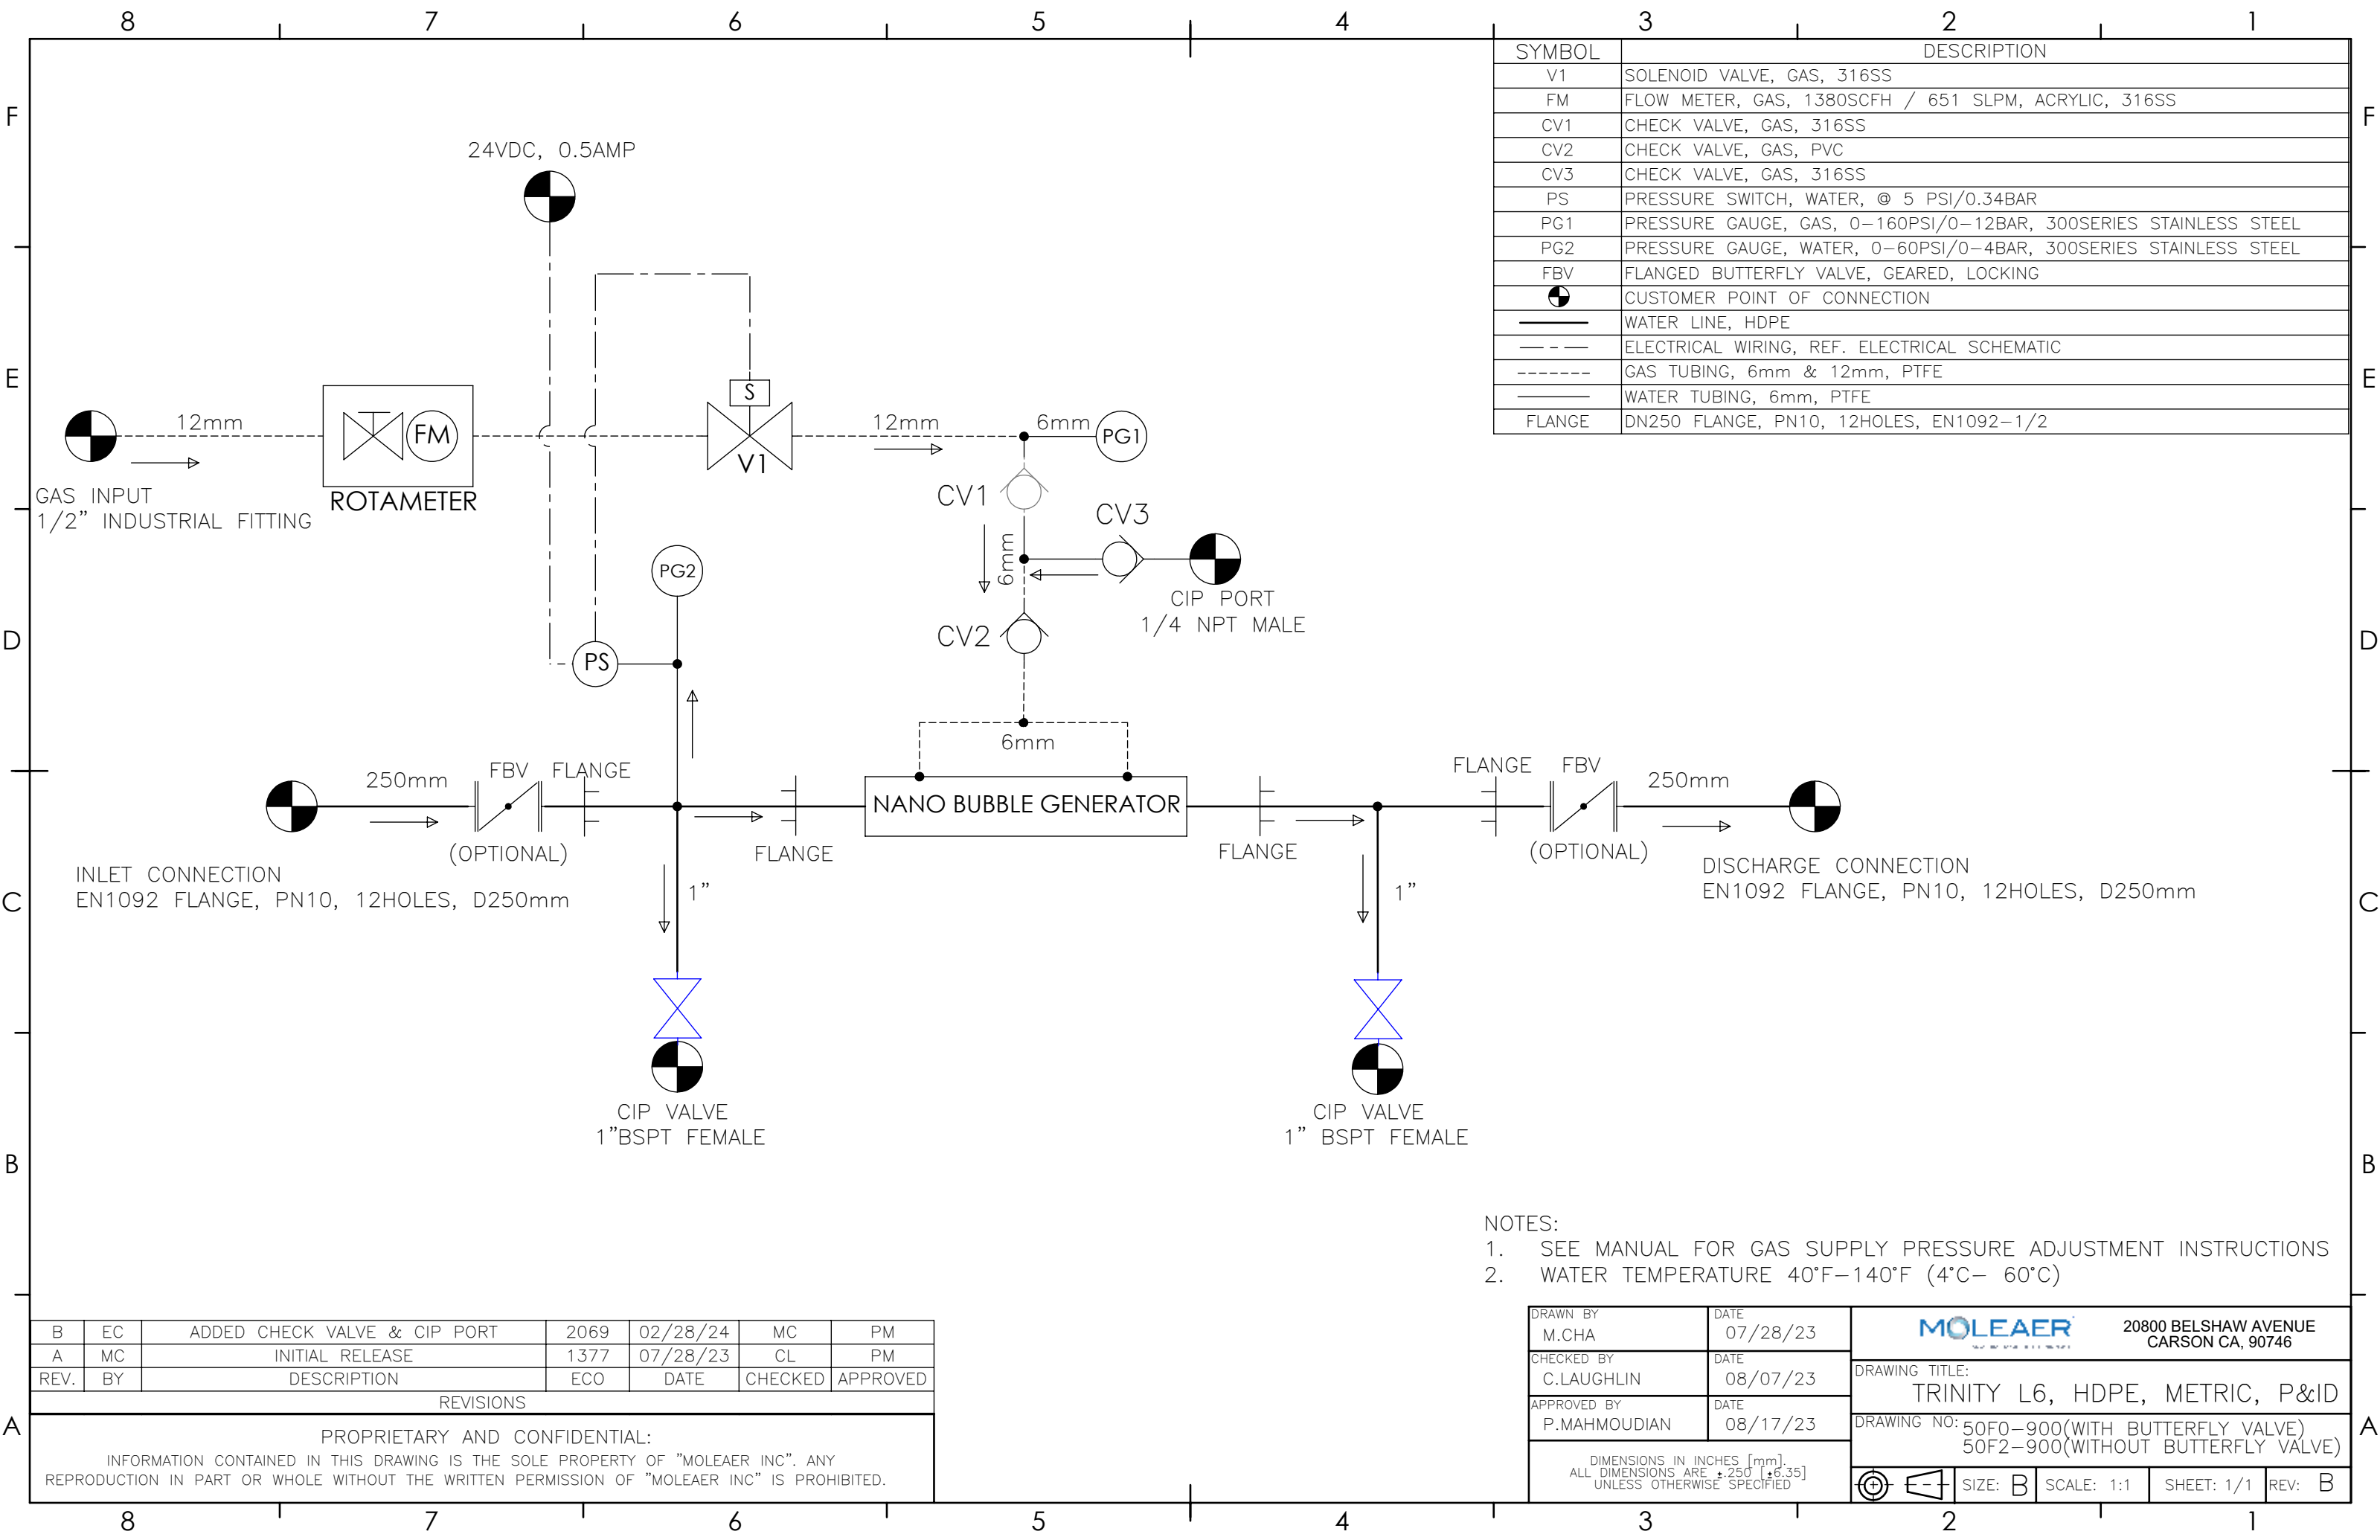 8 7 6 5 4 3 2 1
F F
E E
D D
C C
B B
A A
SYMBOL DESCRIPTION
V1 SOLENOID VALVE, GAS, 316SS
FM FLOW METER, GAS, 1380SCFH / 651 SLPM, ACRYLIC, 316SS
CV1 CHECK VALVE, GAS, 316SS
CV2 CHECK VALVE, GAS, PVC
CV3 CHECK VALVE, GAS, 316SS
PS PRESSURE SWITCH, WATER, @ 5 PSI/0.34BAR
PG1 PRESSURE GAUGE, GAS, 0-160PSI/0-12BAR, 300SERIES STAINLESS STEEL
PG2 PRESSURE GAUGE, WATER, 0-60PSI/0-4BAR, 300SERIES STAINLESS STEEL
FBV FLANGED BUTTERFLY VALVE, GEARED, LOCKING
CUSTOMER POINT OF CONNECTION
WATER LINE, HDPE
ELECTRICAL WIRING, REF. ELECTRICAL SCHEMATIC
GAS TUBING, 6mm & 12mm, PTFE
WATER TUBING, 6mm, PTFE
FLANGE DN250 FLANGE, PN10, 12HOLES, EN1092-1/2
24VDC, 0.5AMP
12mm
FM
ROTAMETER
GAS INPUT
1/2" INDUSTRIAL FITTING
S
V1
12mm
6mm
PG1
CV1
CV3
6mm
CIP PORT
1/4 NPT MALE
CV2
PG2
PS
6mm
250mm
FBV
FLANGE
(OPTIONAL)
FLANGE
NANO BUBBLE GENERATOR
FLANGE
FLANGE
FBV
(OPTIONAL)
250mm
INLET CONNECTION
EN1092 FLANGE, PN10, 12HOLES, D250mm
DISCHARGE CONNECTION
EN1092 FLANGE, PN10, 12HOLES, D250mm
1"
1"
CIP VALVE
1"BSPT FEMALE
CIP VALVE
1" BSPT FEMALE
NOTES:
1. SEE MANUAL FOR GAS SUPPLY PRESSURE ADJUSTMENT INSTRUCTIONS
2. WATER TEMPERATURE 40°F-140°F (4°C- 60°C)
B EC ADDED CHECK VALVE & CIP PORT 2069 02/28/24 MC PM
A MC INITIAL RELEASE 1377 07/28/23 CL PM
REV. BY DESCRIPTION ECO DATE CHECKED APPROVED
REVISIONS
PROPRIETARY AND CONFIDENTIAL:
INFORMATION CONTAINED IN THIS DRAWING IS THE SOLE PROPERTY OF "MOLEAER INC". ANY
REPRODUCTION IN PART OR WHOLE WITHOUT THE WRITTEN PERMISSION OF "MOLEAER INC" IS PROHIBITED.
DRAWN BY DATE
M.CHA 07/28/23
CHECKED BY DATE
C.LAUGHLIN 08/07/23
APPROVED BY DATE
P.MAHMOUDIAN 08/17/23
DIMENSIONS IN INCHES [mm].
ALL DIMENSIONS ARE ±.250 [±6.35]
UNLESS OTHERWISE SPECIFIED
MOLEAER
20800 BELSHAW AVENUE
CARSON CA, 90746
DRAWING TITLE:
TRINITY L6, HDPE, METRIC, P&ID
DRAWING NO: 50F0-900(WITH BUTTERFLY VALVE)
50F2-900(WITHOUT BUTTERFLY VALVE)
SIZE: B SCALE: 1:1 SHEET: 1/1 REV: B
8 7 6 5 4 3 2 1